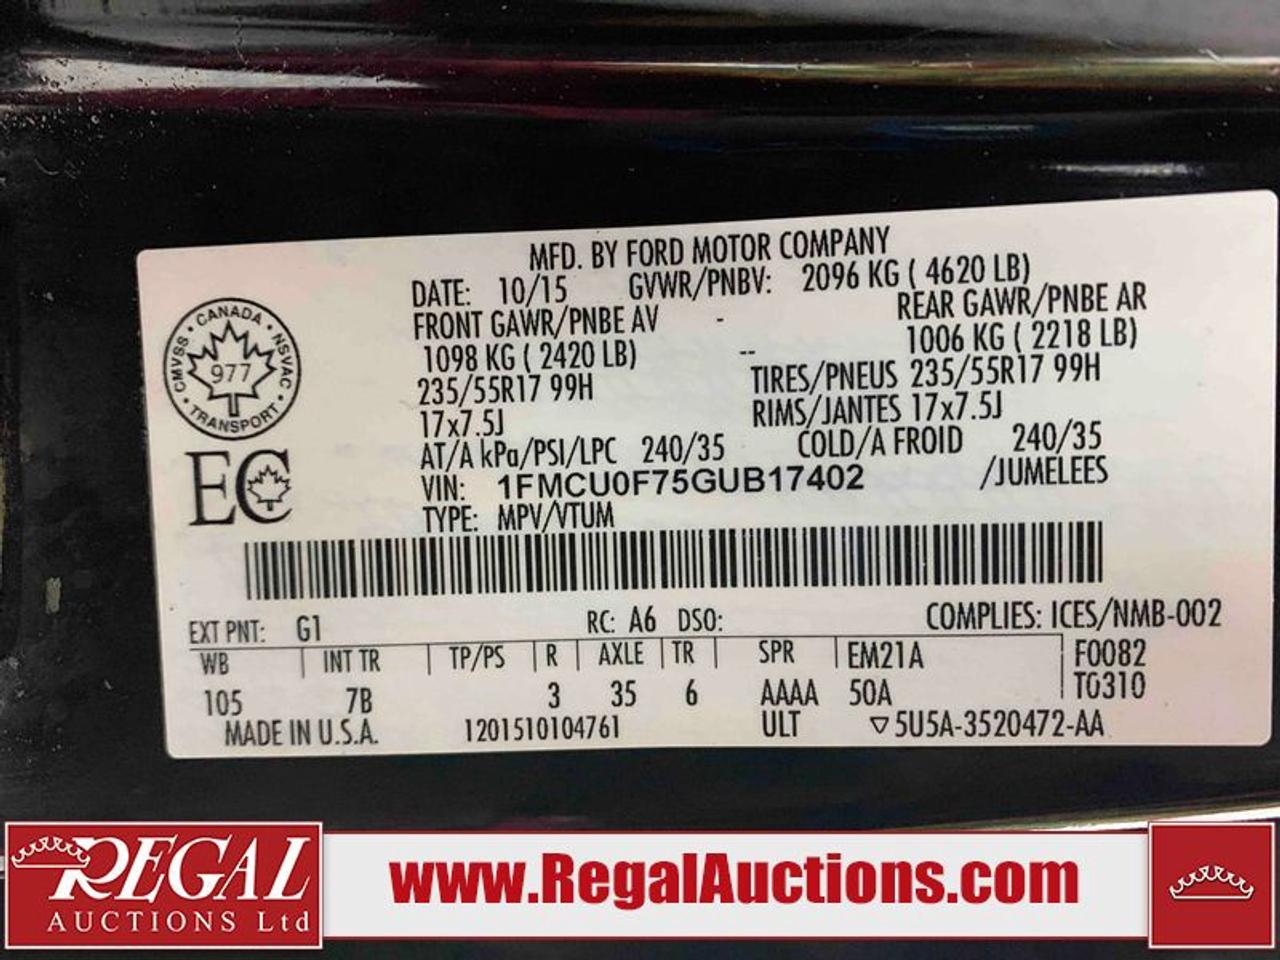 MFD. BY FORD MOTOR COMPANY
DATE: 10/15 GVWR/PNBV: 2096 KG ( 4620 LB)
FRONT GAWR/PNBE AV - REAR GAWR/PNBE AR
1098 KG ( 2420 LB) -- 1006 KG ( 2218 LB)
235/55R17 99H TIRES/PNEUS 235/55R17 99H
17x7.5J RIMS/JANTES 17x7.5J
AT/A kPa/PSI/LPC 240/35 COLD/A FROID 240/35
VIN: 1FMCU0F75GUB17402 /JUMELEES
TYPE: MPV/VTUM
CANADA
CMVSS • NSVAC
977
TRANSPORT
EC
EXT PNT: G1 RC: A6 DSO: COMPLIES: ICES/NMB-002
WB | INT TR | TP/PS | R | AXLE | TR | SPR | EM21A | F0082
105 7B 3 35 6 AAAA 50A | T0310
MADE IN U.S.A. 1201510104761 ULT ▽5U5A-3520472-AA
REGAL
AUCTIONS Ltd
www.RegalAuctions.com